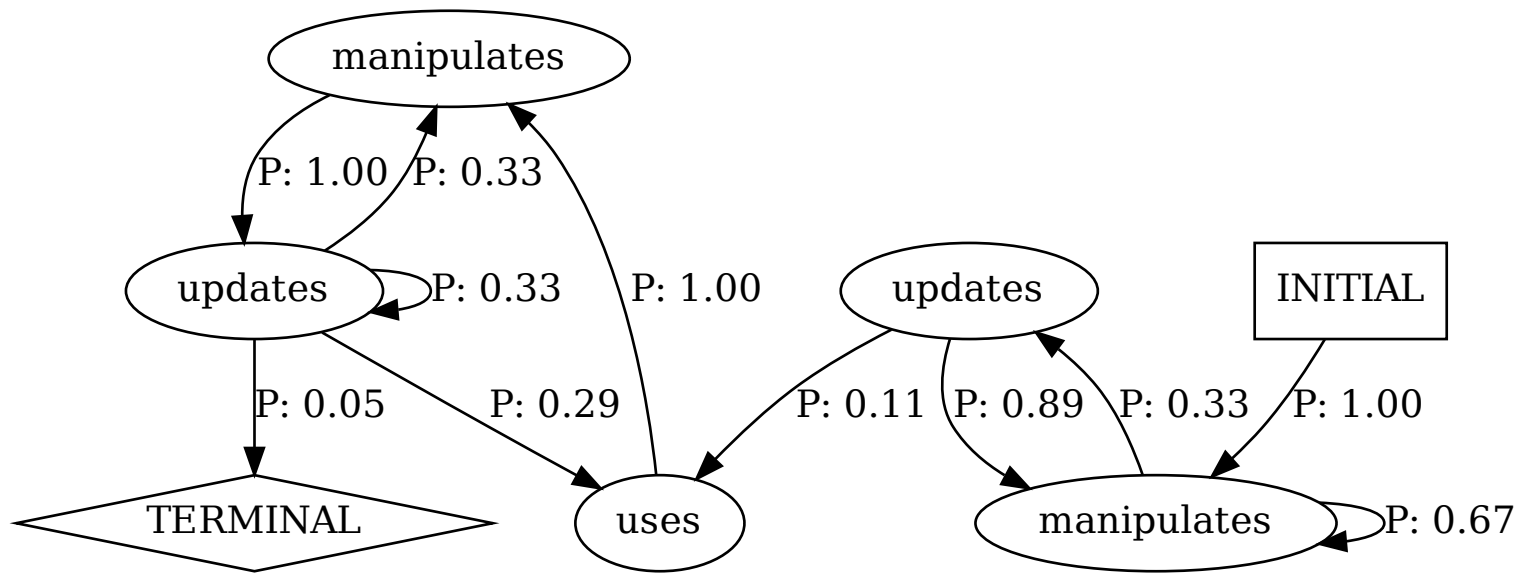 manipulates
P: 1.00
P: 0.33
updates
P: 0.33
P: 1.00
updates
INITIAL
P: 0.05
P: 0.29
P: 0.11
P: 0.89
P: 0.33
P: 1.00
TERMINAL
uses
manipulates
P: 0.67